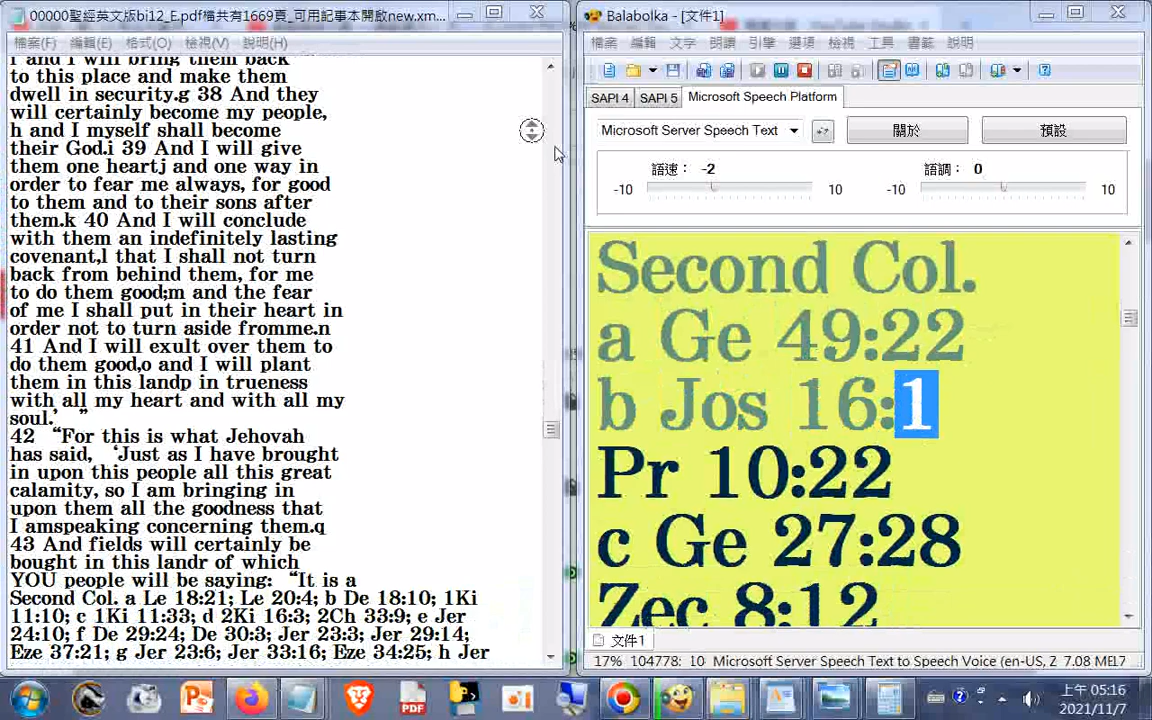 00000聖經英文版bi12_E.pdf檔共有1669頁_可用記事本開啟new.xm...
檔案(F) 編輯(E) 格式(O) 檢視(V) 說明(H)
r and I will bring them back
to this place and make them
dwell in security.g 38 And they
will certainly become my people,
h and I myself shall become
their God.i 39 And I will give
them one heartj and one way in
order to fear me always, for good
to them and to their sons after
them.k 40 And I will conclude
with them an indefinitely lasting
covenant,l that I shall not turn
back from behind them, for me
to do them good;m and the fear
of me I shall put in their heart in
order not to turn aside fromme.n
41 And I will exult over them to
do them good,o and I will plant
them in this landp in trueness
with all my heart and with all my
soul.’ ”
42 “For this is what Jehovah
has said, ‘Just as I have brought
in upon this people all this great
calamity, so I am bringing in
upon them all the goodness that
I amspeaking concerning them.q
43 And fields will certainly be
bought in this landr of which
YOU people will be saying: “It is a
Second Col. a Le 18:21; Le 20:4; b De 18:10; 1Ki
11:10; c 1Ki 11:33; d 2Ki 16:3; 2Ch 33:9; e Jer
24:10; f De 29:24; De 30:3; Jer 23:3; Jer 29:14;
Eze 37:21; g Jer 23:6; Jer 33:16; Eze 34:25; h Jer
Balabolka - [文件1]
檔案 編輯 文字 朗讀 引擎 選項 檢視 工具 書籤 說明
SAPI 4 SAPI 5 Microsoft Speech Platform
Microsoft Server Speech Text 關於 預設
語速： -2 語調： 0
-10 10 -10 10
Second Col.
a Ge 49:22
b Jos 16:1
Pr 10:22
c Ge 27:28
Zec 8:12
文件1
17% 104778: 10 Microsoft Server Speech Text to Speech Voice (en-US, Z 7.08 ME
上午 05:16
2021/11/7